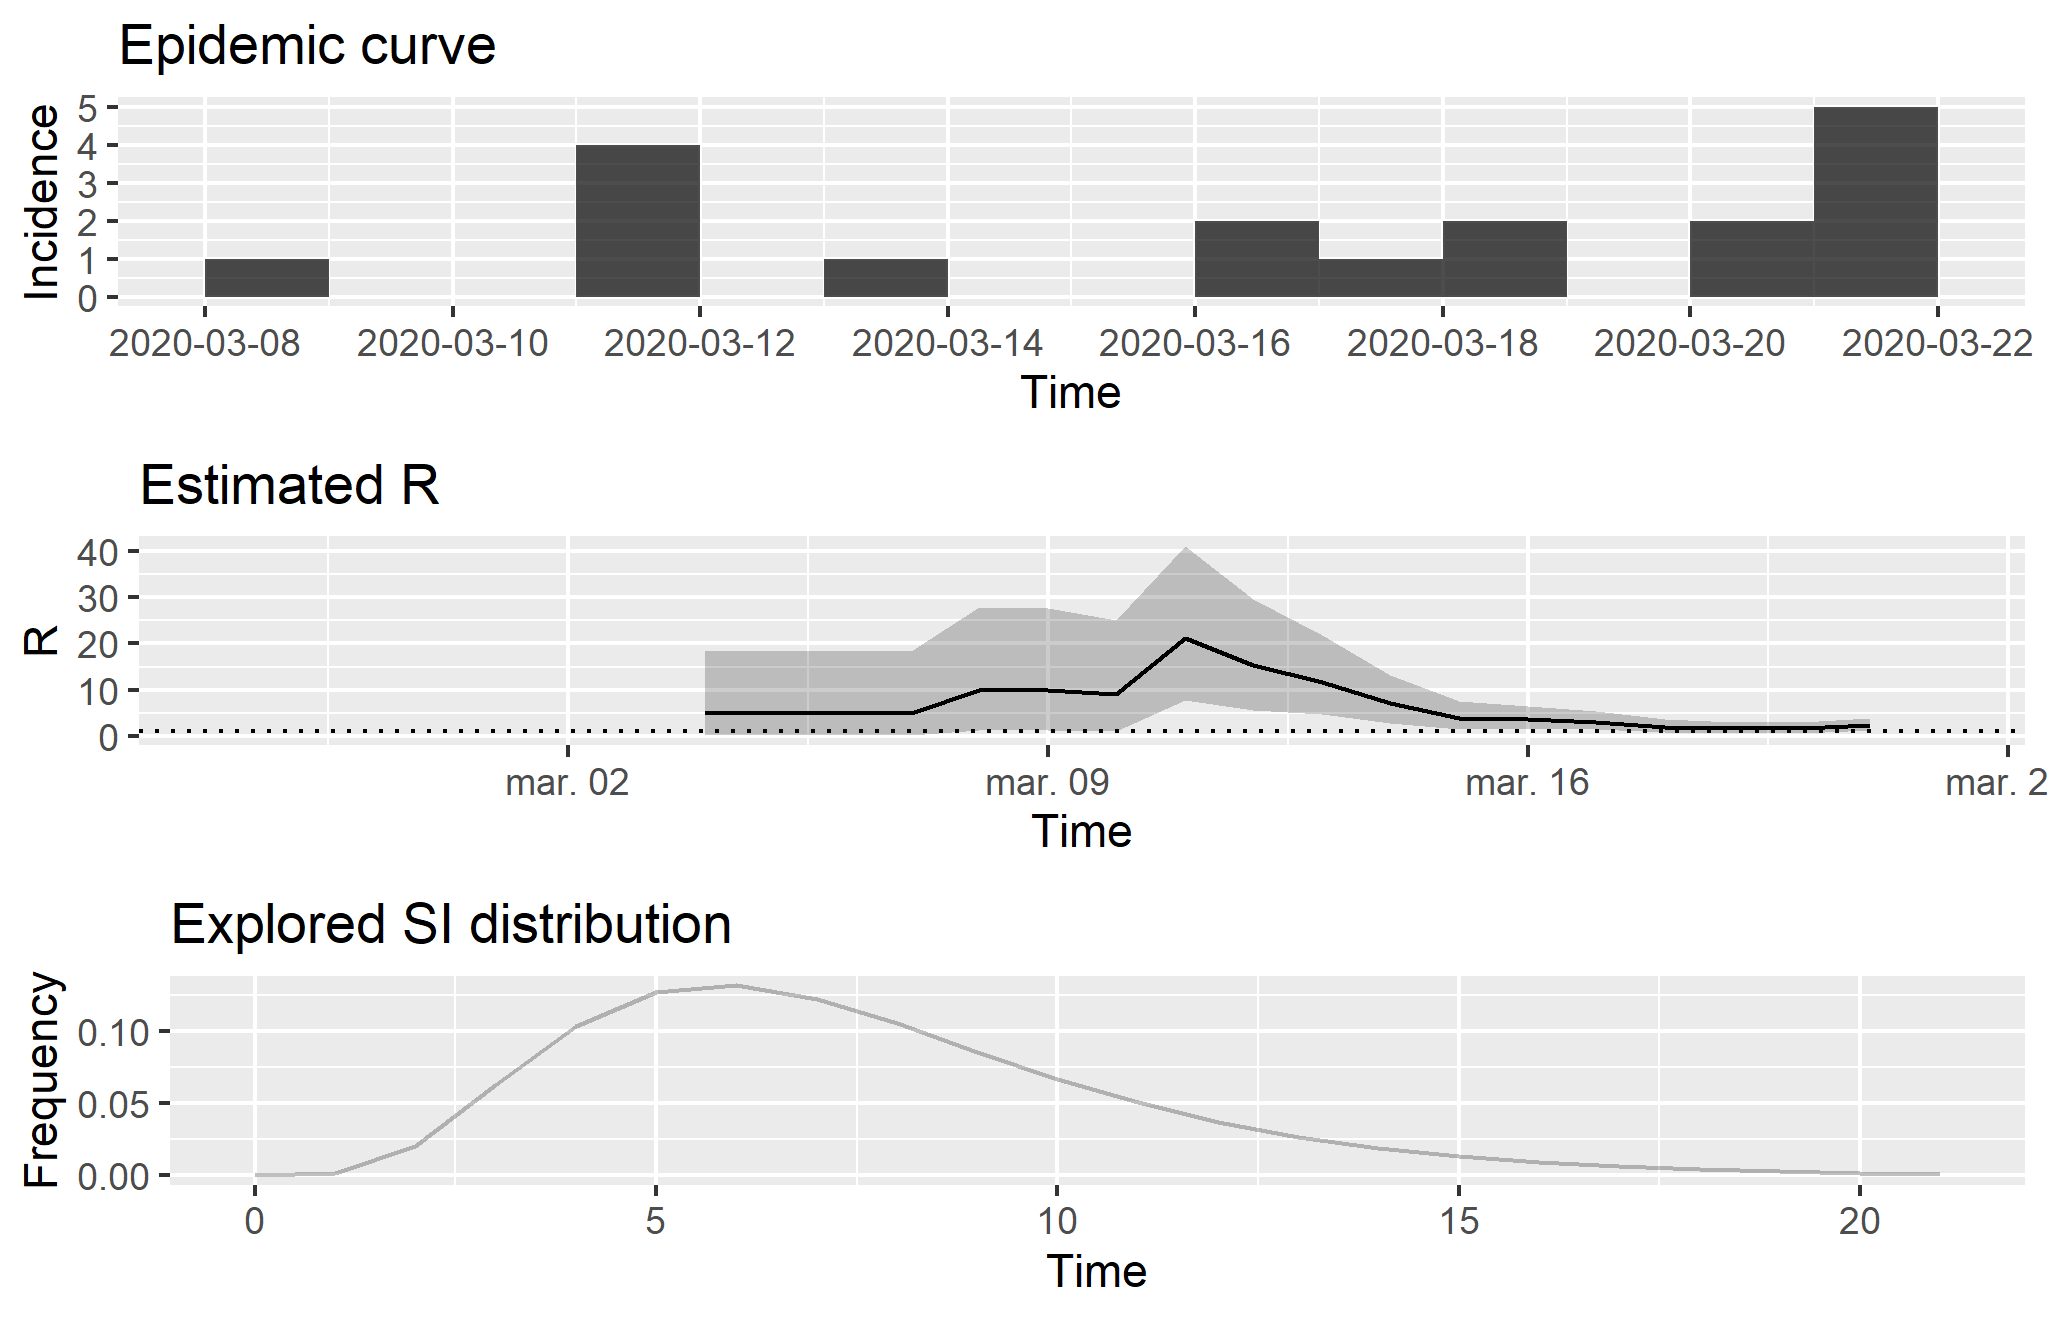 Epidemic curve
Incidence
5
4
3
2
1
0
2020-03-08 2020-03-10 2020-03-12 2020-03-14 2020-03-16 2020-03-18 2020-03-20 2020-03-22
Time
Estimated R
R
40
30
20
10
0
mar. 02 mar. 09 mar. 16 mar. 2
Time
Explored SI distribution
Frequency
0.10
0.05
0.00
0 5 10 15 20
Time